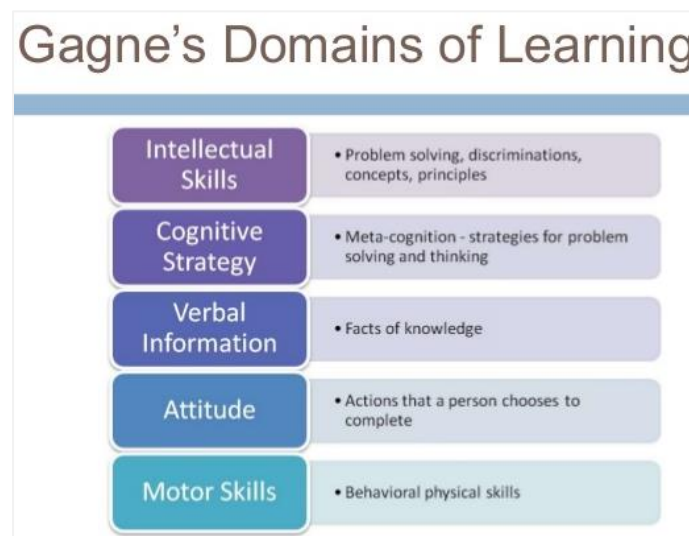 Gagne's Domains of Learning
Intellectual
Skills
• Problem solving, discriminations,
concepts, principles
Cognitive
Strategy
• Meta-cognition - strategies for problem
solving and thinking
Verbal
Information
• Facts of knowledge
Attitude
• Actions that a person chooses to
complete
Motor Skills
• Behavioral physical skills